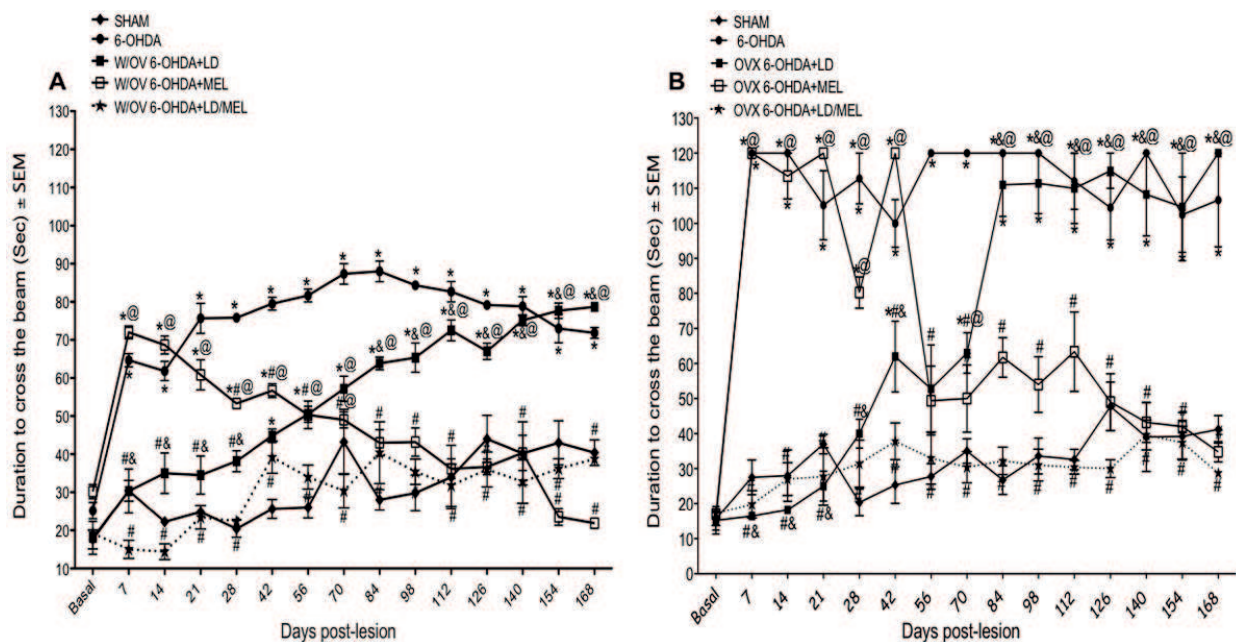 SHAM
6-OHDA
W/OV 6-OHDA+LD
W/OV 6-OHDA+MEL
W/OV 6-OHDA+LD/MEL
A
130
120
110
100
90
80
70
60
50
40
30
20
10
Duration to cross the beam (Sec) ± SEM
Basal 7 14 21 28 42 56 70 84 98 112 126 140 154 168
Days post-lesion
SHAM
6-OHDA
OVX 6-OHDA+LD
OVX 6-OHDA+MEL
OVX 6-OHDA+LD/MEL
B
130
120
110
100
90
80
70
60
50
40
30
20
10
0
Duration to cross the beam (Sec) ± SEM
Basal 7 14 21 28 42 56 70 84 98 112 126 140 154 168
Days post-lesion